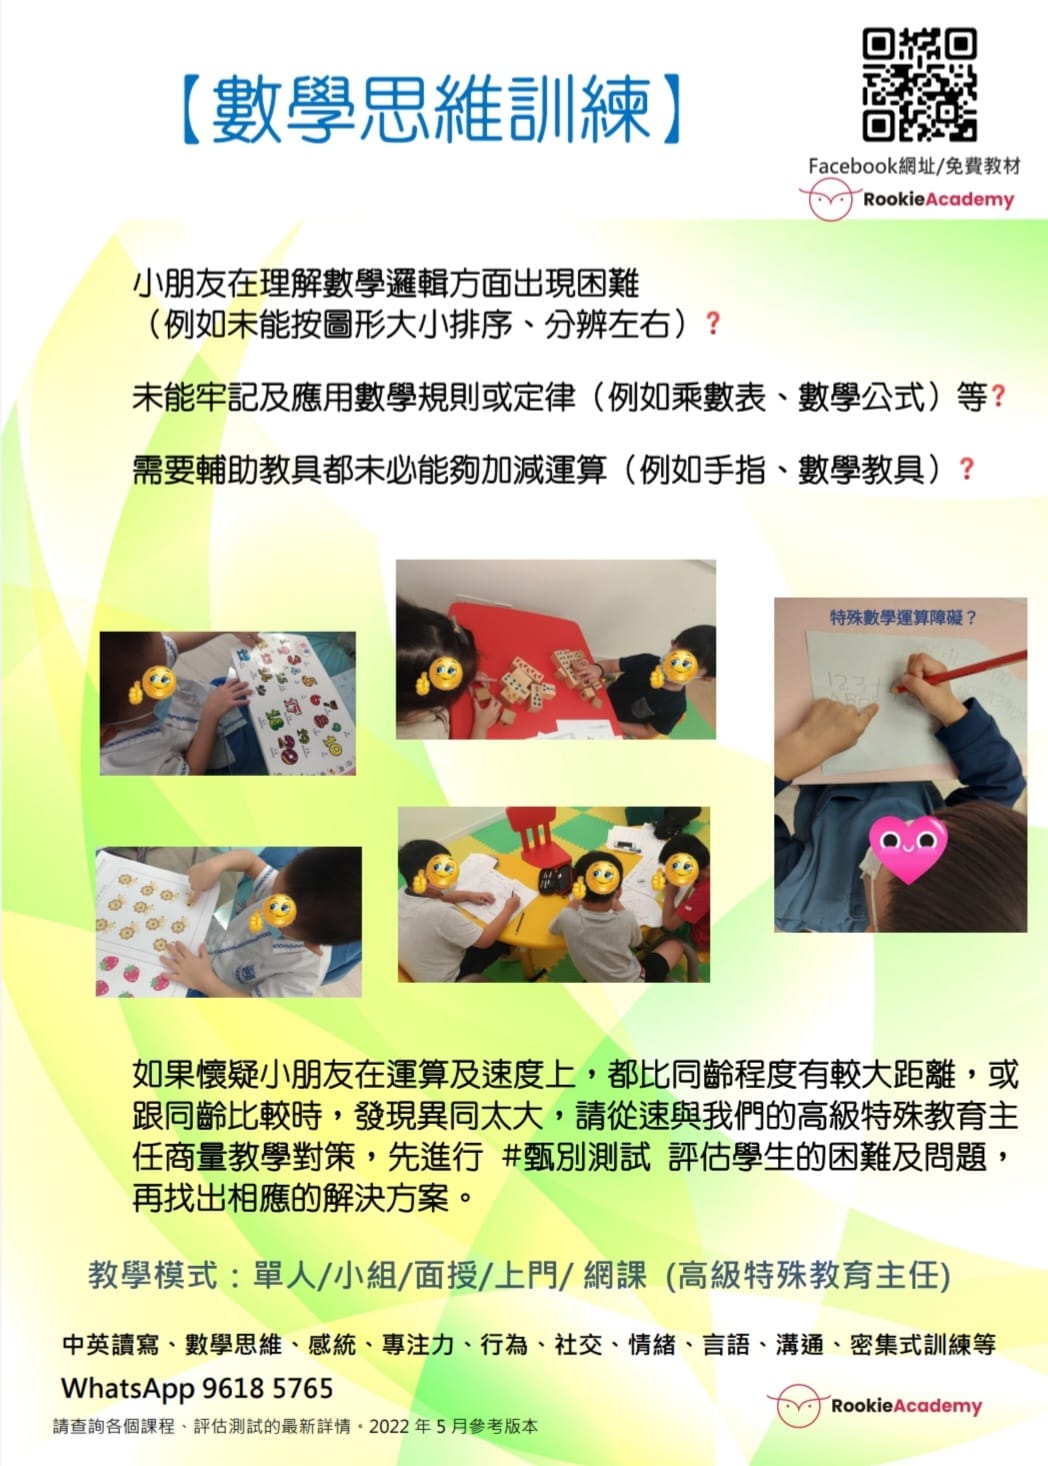 【數學思維訓練】
Facebook網址/免費教材
RookieAcademy
小朋友在理解數學邏輯方面出現困難
（例如未能按圖形大小排序、分辨左右）？
未能牢記及應用數學規則或定律（例如乘數表、數學公式）等？
需要輔助教具都未必能夠加減運算（例如手指、數學教具）？
特殊數學運算障礙？
如果懷疑小朋友在運算及速度上，都比同齡程度有較大距離，或
跟同齡比較時，發現異同太大，請從速與我們的高級特殊教育主
任商量教學對策，先進行 #甄別測試 評估學生的困難及問題，
再找出相應的解決方案。
教學模式：單人/小組/面授/上門/ 網課 (高級特殊教育主任)
中英讀寫、數學思維、感統、專注力、行為、社交、情緒、言語、溝通、密集式訓練等
WhatsApp 9618 5765
RookieAcademy
請查詢各個課程、評估測試的最新詳情。2022 年 5 月參考版本